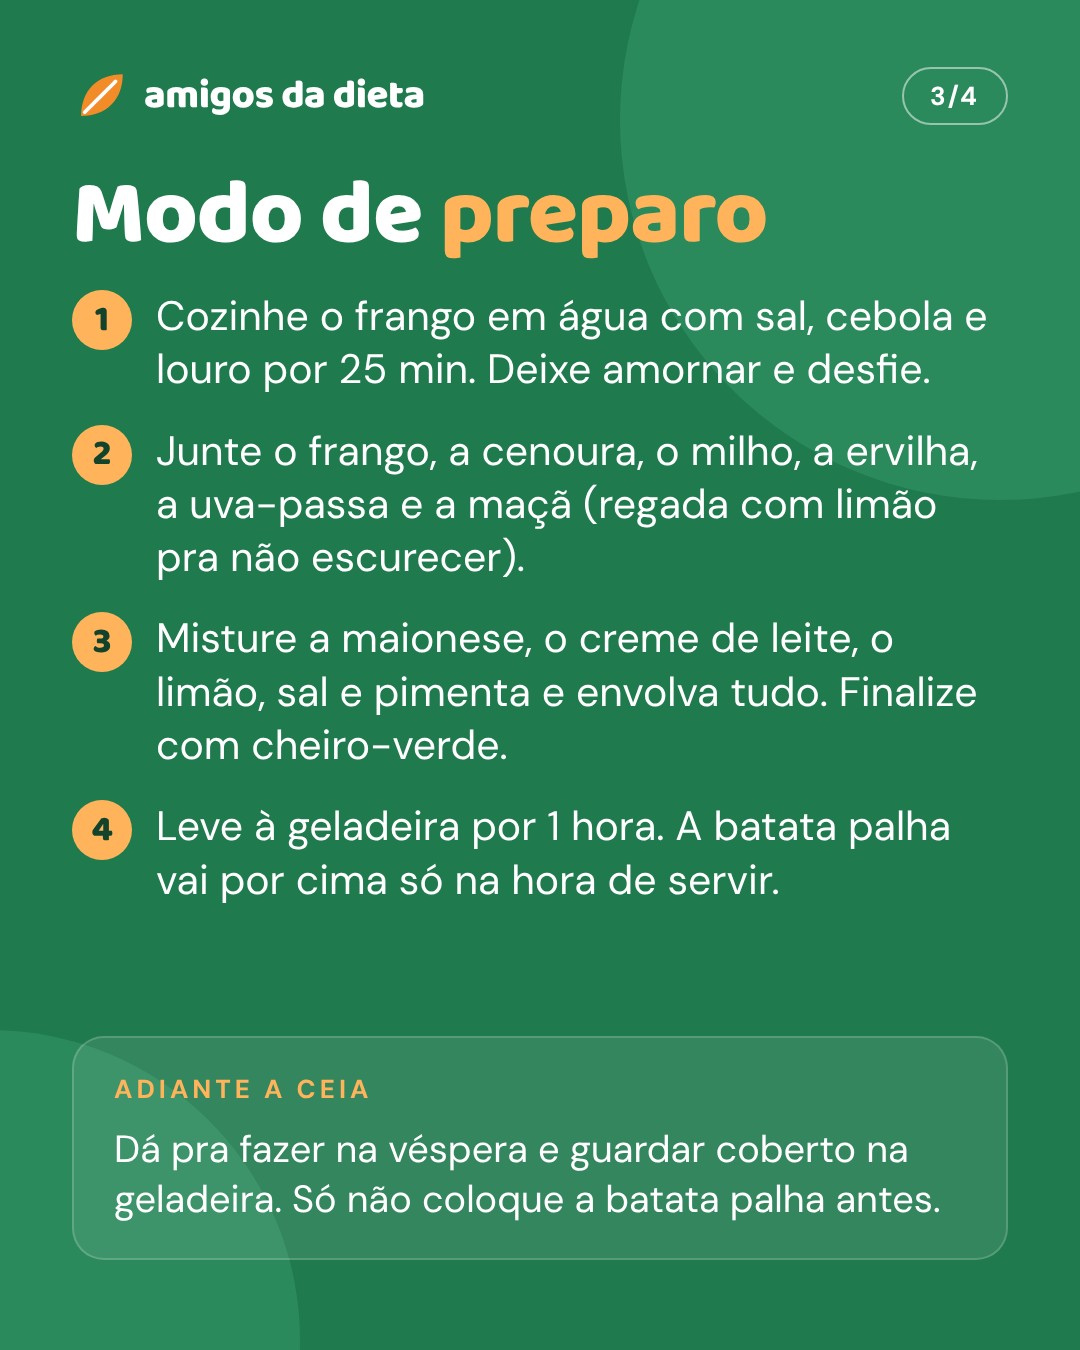 amigos da dieta
3/4
Modo de preparo
1 Cozinhe o frango em água com sal, cebola e
louro por 25 min. Deixe amornar e desfie.
2 Junte o frango, a cenoura, o milho, a ervilha,
a uva-passa e a maçã (regada com limão
pra não escurecer).
3 Misture a maionese, o creme de leite, o
limão, sal e pimenta e envolva tudo. Finalize
com cheiro-verde.
4 Leve à geladeira por 1 hora. A batata palha
vai por cima só na hora de servir.
ADIANTE A CEIA
Dá pra fazer na véspera e guardar coberto na
geladeira. Só não coloque a batata palha antes.